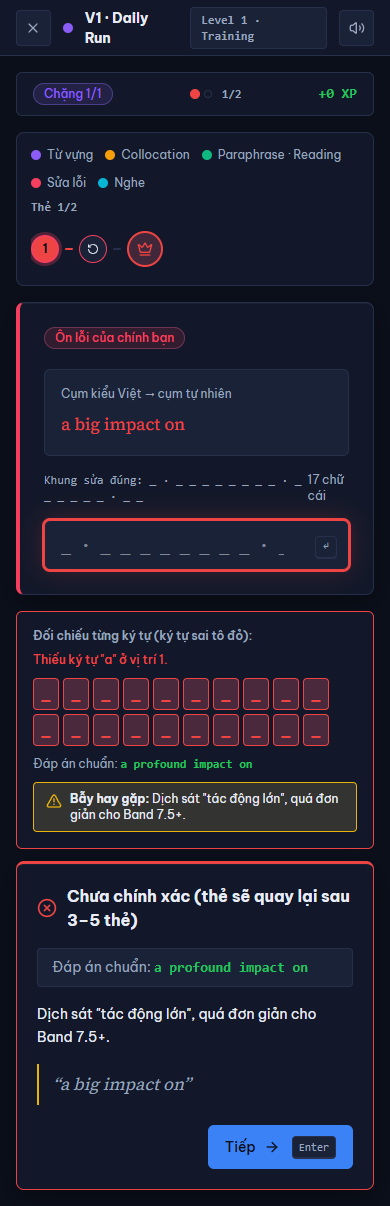 V1 · Daily
Run
Level 1 ·
Training
Chặng 1/1
1/2
+0 XP
Từ vựng
Collocation
Paraphrase · Reading
Sửa lỗi
Nghe
Thẻ 1/2
1
Ôn lỗi của chính bạn
Cụm kiểu Việt → cụm tự nhiên
a big impact on
Khung sửa đúng: _ · _ _ _ _ _ _ _ _ · _
_ _ _ _ _ · _ _
17 chữ
cái
_ · _ _ _ _ _ _ _ _ · _
↵
Đối chiếu từng ký tự (ký tự sai tô đỏ):
Thiếu ký tự "a" ở vị trí 1.
_ _ _ _ _ _ _ _ _ _
_ _ _ _ _ _ _ _ _ _
Đáp án chuẩn: a profound impact on
Bẫy hay gặp: Dịch sát "tác động lớn", quá đơn
giản cho Band 7.5+.
Chưa chính xác (thẻ sẽ quay lại sau
3–5 thẻ)
Đáp án chuẩn: a profound impact on
Dịch sát "tác động lớn", quá đơn giản cho
Band 7.5+.
“a big impact on”
Tiếp → Enter